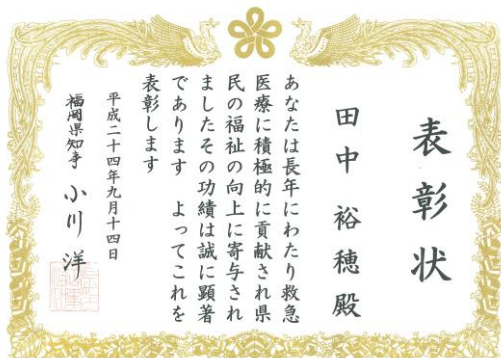 表彰状
田中裕穂殿
あなたは長年にわたり救急
医療に積極的に貢献され県
民の福祉の向上に寄与され
ましたその功績は誠に顕著
であります　よってこれを
表彰します
平成二十四年九月十四日
福岡県知事 小川洋